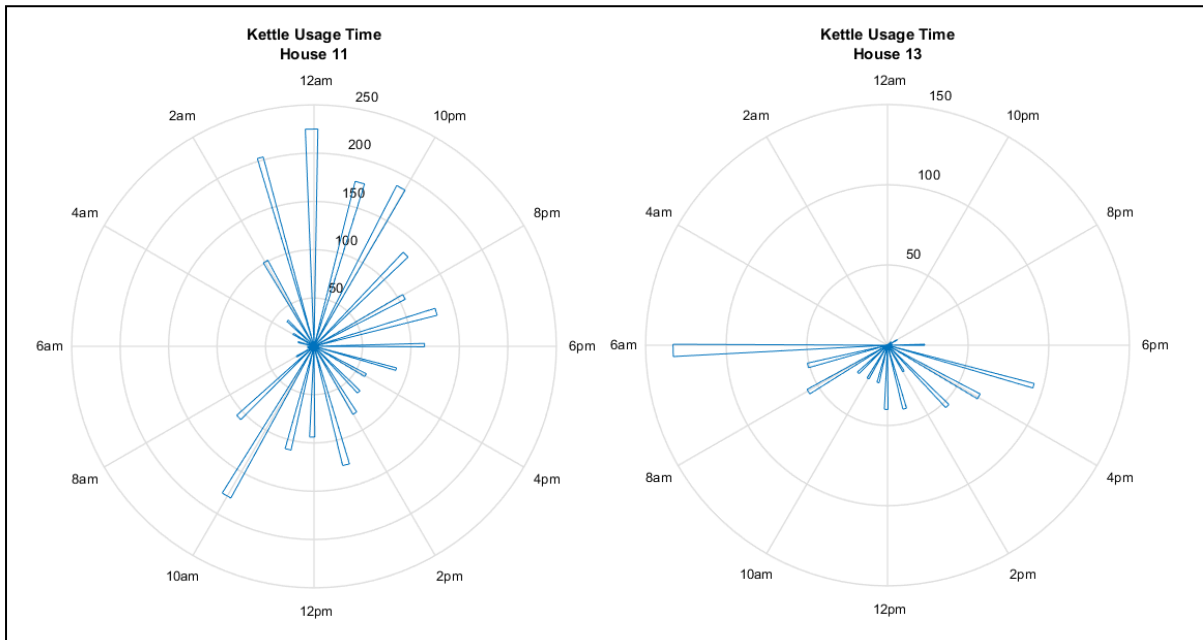 Kettle Usage Time
House 11
12am
250
2am
10pm
200
150
4am
8pm
100
50
6am
6pm
8am
4pm
10am
2pm
12pm
Kettle Usage Time
House 13
12am
150
2am
10pm
100
4am
8pm
50
6am
6pm
8am
4pm
10am
2pm
12pm